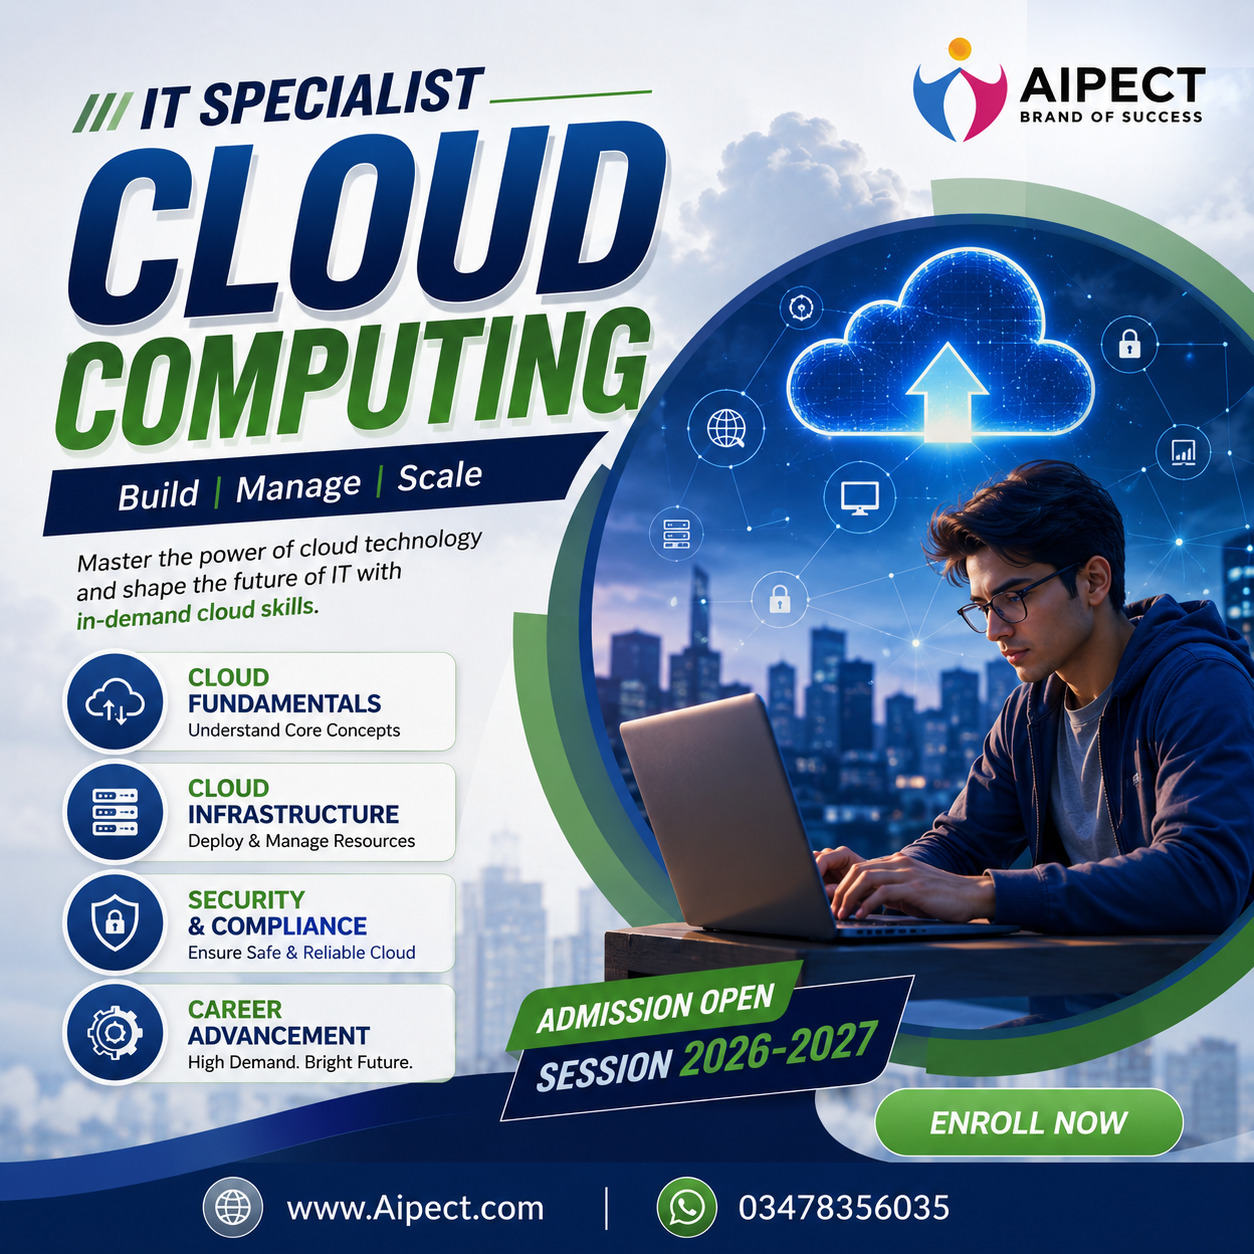 IT SPECIALIST
CLOUD
COMPUTING
Build | Manage | Scale
Master the power of cloud technology
and shape the future of IT with
in-demand cloud skills.
CLOUD
FUNDAMENTALS
Understand Core Concepts
CLOUD
INFRASTRUCTURE
Deploy & Manage Resources
SECURITY
& COMPLIANCE
Ensure Safe & Reliable Cloud
CAREER
ADVANCEMENT
High Demand. Bright Future.
AIPECT
BRAND OF SUCCESS
ADMISSION OPEN
SESSION 2026-2027
ENROLL NOW
www.Aipect.com | 03478356035